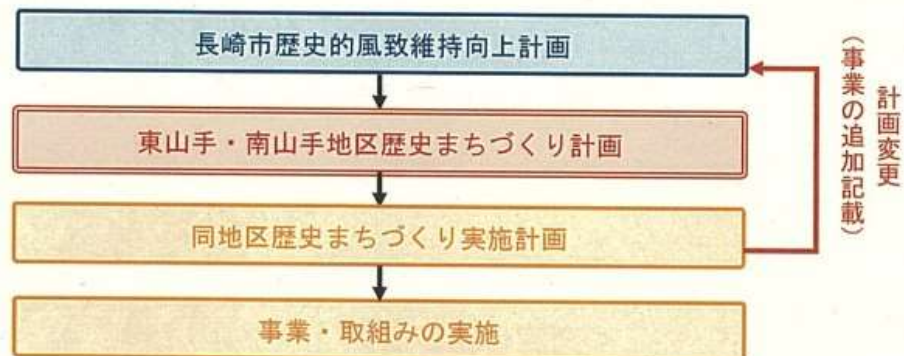 長崎市歴史的風致維持向上計画
東山手・南山手地区歴史まちづくり計画
同地区歴史まちづくり実施計画
事業・取組みの実施
計画変更
（事業の追加記載）